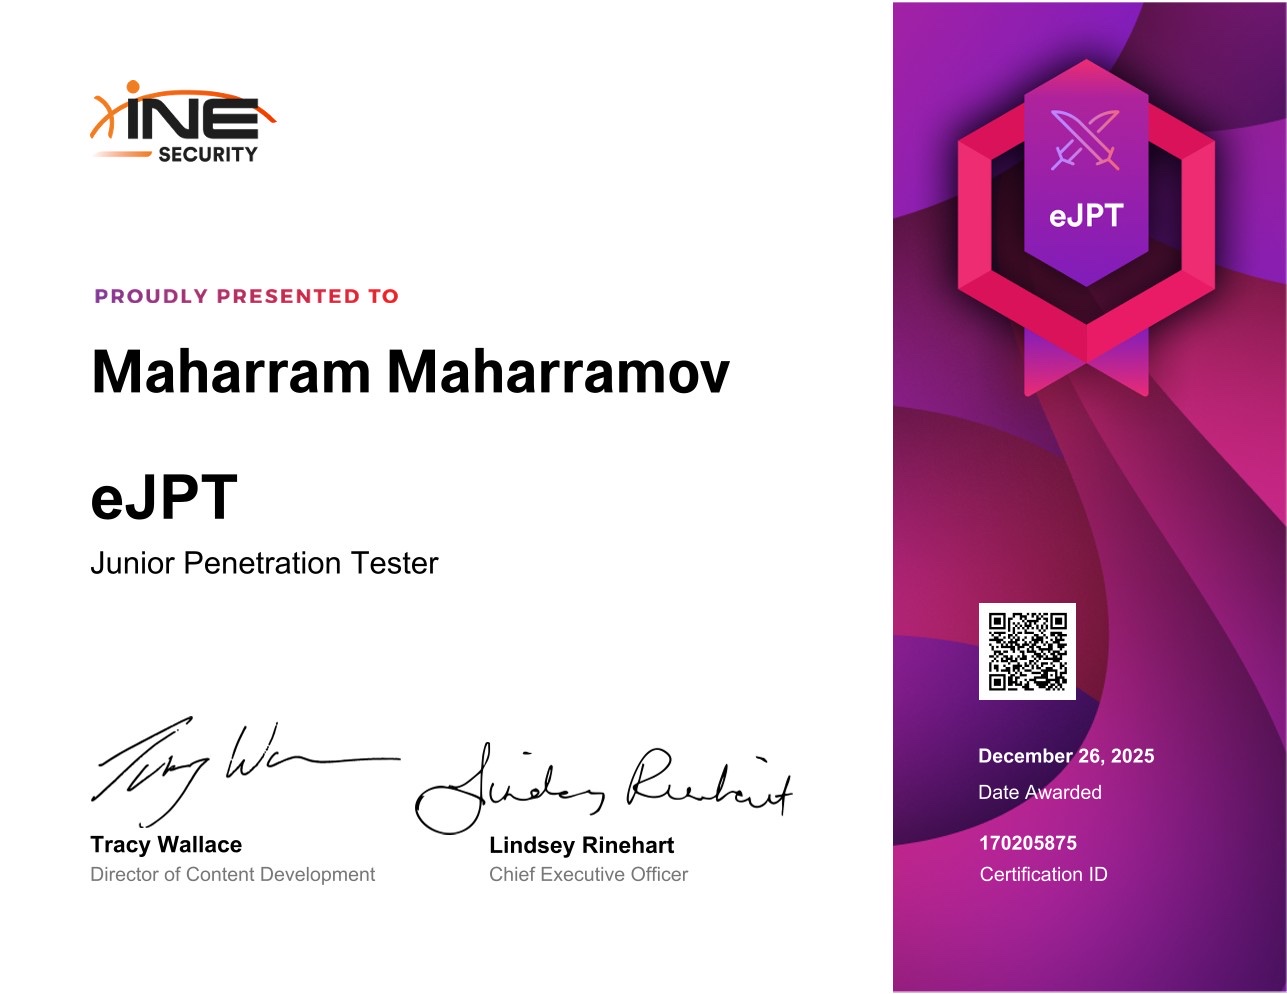 INE
SECURITY
PROUDLY PRESENTED TO
Maharram Maharramov
eJPT
Junior Penetration Tester
Tracy Wallace
Director of Content Development
Lindsey Rinehart
Chief Executive Officer
eJPT
December 26, 2025
Date Awarded
170205875
Certification ID